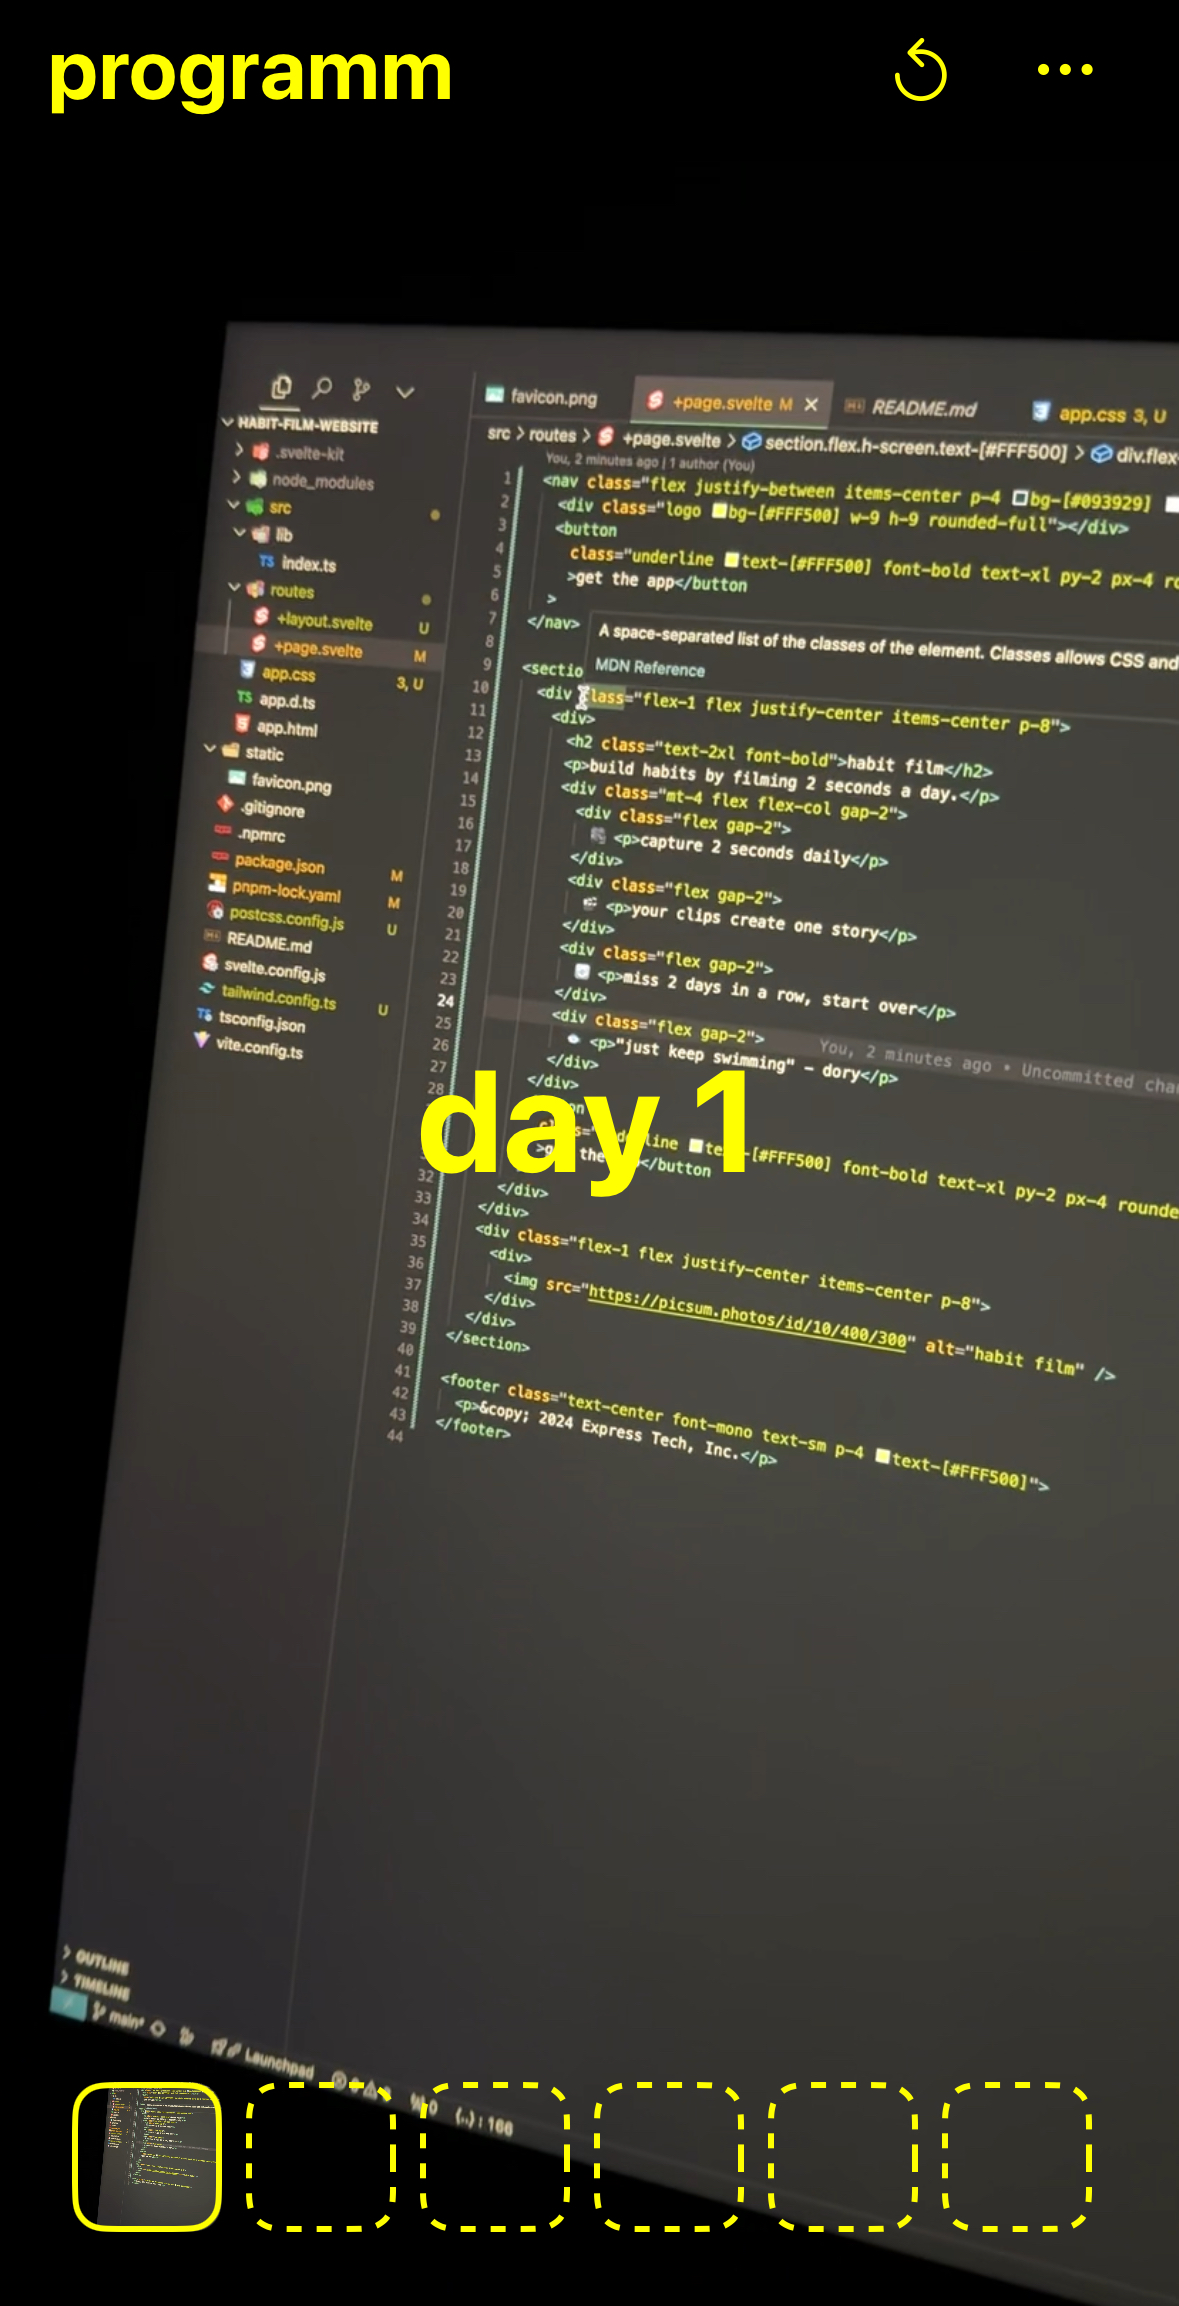 programm
HABIT-FILM-WEBSITE
.svelte-kit
node_modules
src
lib
TS index.ts
routes
+layout.svelte U
+page.svelte M
app.css 3, U
TS app.d.ts
app.html
static
favicon.png
.gitignore
.npmrc
package.json M
pnpm-lock.yaml M
postcss.config.js U
README.md
svelte.config.js
tailwind.config.ts U
tsconfig.json
vite.config.ts
OUTLINE
TIMELINE
favicon.png +page.svelte M README.md app.css 3, U
src > routes > +page.svelte > section.flex.h-screen.text-[#FFF500] > div.flex-
You, 2 minutes ago | 1 author (You)
1 <nav class="flex justify-between items-center p-4 bg-[#093929]
2 <div class="logo bg-[#FFF500] w-9 h-9 rounded-full"></div>
3 <button
4 class="underline text-[#FFF500] font-bold text-xl py-2 px-4 ro
5 >get the app</button
6 >
7 </nav>
A space-separated list of the classes of the element. Classes allows CSS and
MDN Reference
8
9 <sectio
10 <div class="flex-1 flex justify-center items-center p-8">
11 <div>
12 <h2 class="text-2xl font-bold">habit film</h2>
13 <p>build habits by filming 2 seconds a day.</p>
14 <div class="mt-4 flex flex-col gap-2">
15 <div class="flex gap-2">
16 <p>capture 2 seconds daily</p>
17 </div>
18 <div class="flex gap-2">
19 <p>your clips create one story</p>
20 </div>
21 <div class="flex gap-2">
22 <p>miss 2 days in a row, start over</p>
23 </div>
24 <div class="flex gap-2"> You, 2 minutes ago • Uncommitted cha
25 <p>"just keep swimming" – dory</p>
26 </div>
27 </div>
28
day 1
text-[#FFF500] font-bold text-xl py-2 px-4 rounde
</button
32 </div>
33 </div>
34 <div class="flex-1 flex justify-center items-center p-8">
35 <div>
36 <img src="https://picsum.photos/id/10/400/300" alt="habit film" />
37 </div>
38 </div>
39 </section>
40
41 <footer class="text-center font-mono text-sm p-4 text-[#FFF500]">
42 <p>&copy; 2024 Express Tech, Inc.</p>
43 </footer>
44
main* Launchpad